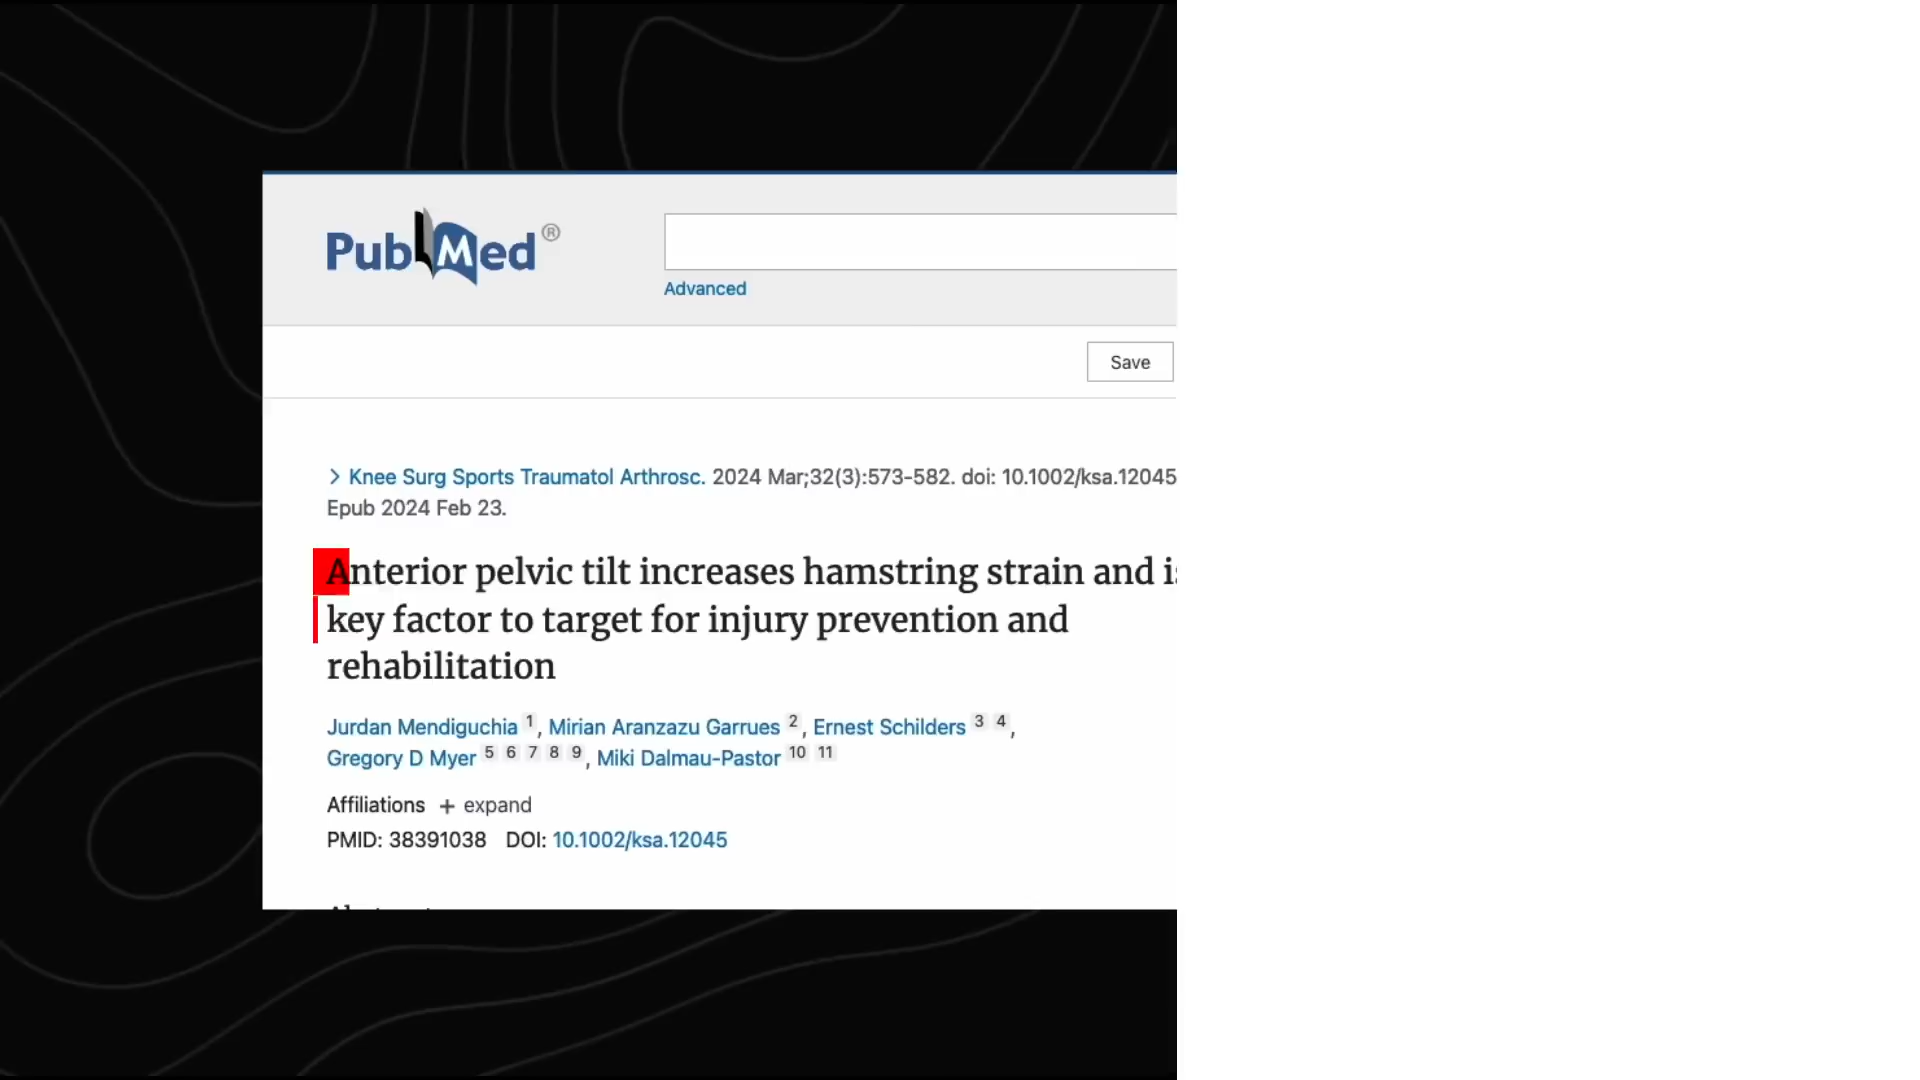 PubMed®
Advanced
Save
> Knee Surg Sports Traumatol Arthrosc. 2024 Mar;32(3):573-582. doi: 10.1002/ksa.12045
Epub 2024 Feb 23.
Anterior pelvic tilt increases hamstring strain and
key factor to target for injury prevention and
rehabilitation
Jurdan Mendiguchia 1, Mirian Aranzazu Garrues 2, Ernest Schilders 3 4,
Gregory D Myer 5 6 7 8 9, Miki Dalmau-Pastor 10 11
Affiliations + expand
PMID: 38391038 DOI: 10.1002/ksa.12045